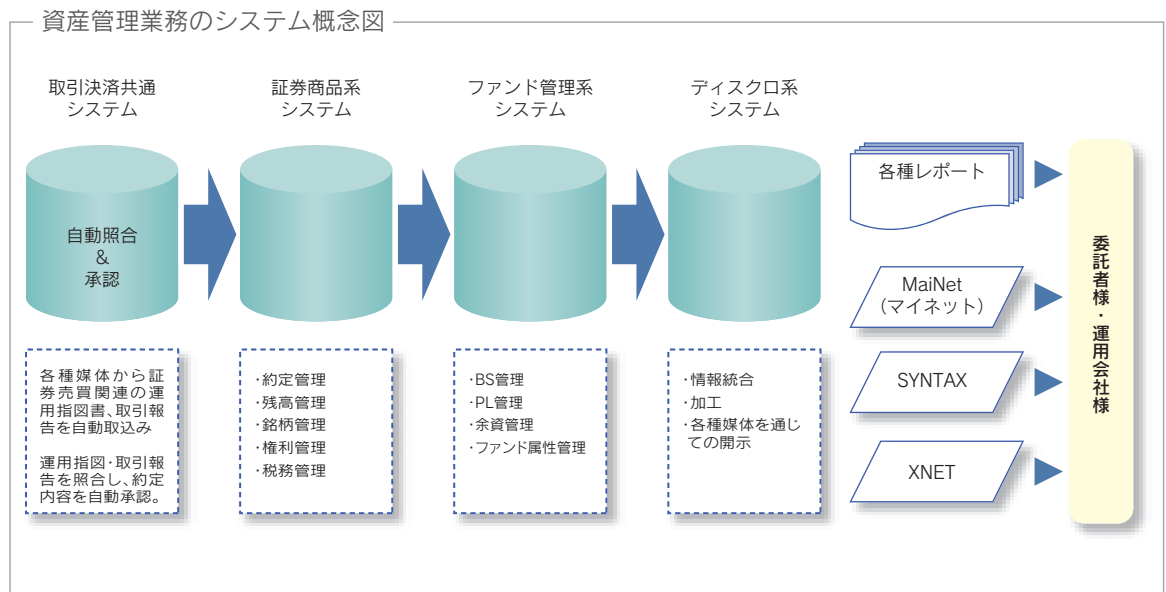 資産管理業務のシステム概念図
取引決済共通
システム
証券商品系
システム
ファンド管理系
システム
ディスクロ系
システム
自動照合
&
承認
各種媒体から証
券売買関連の運
用指図書、取引報
告を自動取込み
運用指図・取引報
告を照合し、約定
内容を自動承認。
・約定管理
・残高管理
・銘柄管理
・権利管理
・税務管理
・BS管理
・PL管理
・余資管理
・ファンド属性管理
・情報統合
・加工
・各種媒体を通じ
ての開示
各種レポート
MaiNet
（マイネット）
SYNTAX
XNET
委託者様・運用会社様